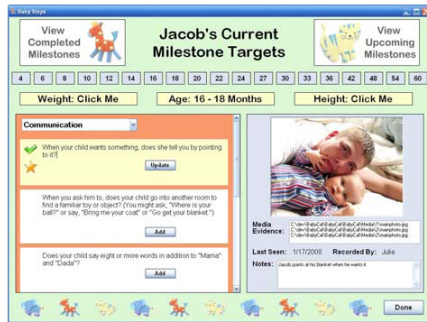 Baby Steps
View
Completed
Milestones
Jacob's Current
Milestone Targets
View
Upcoming
Milestones
4 6 8 10 12 14 16 18 20 22 24 27 30 33 36 42 48 54 60
Weight: Click Me
Age: 16 - 18 Months
Height: Click Me
Communication
When your child wants something, does she tell you by pointing
to it?
Update
When you ask him to, does your child go into another room to
find a familiar toy or object? (You might ask, "Where is your
ball?" or say, "Bring me your coat" or "Go get your blanket.")
Add
Does your child say eight or more words in addition to "Mama"
and "Dada"?
Add
Media
Evidence:
Last Seen: 1/17/2008 Recorded By: Julie
Notes: Jacob points at his blanket when he wants it.
Done